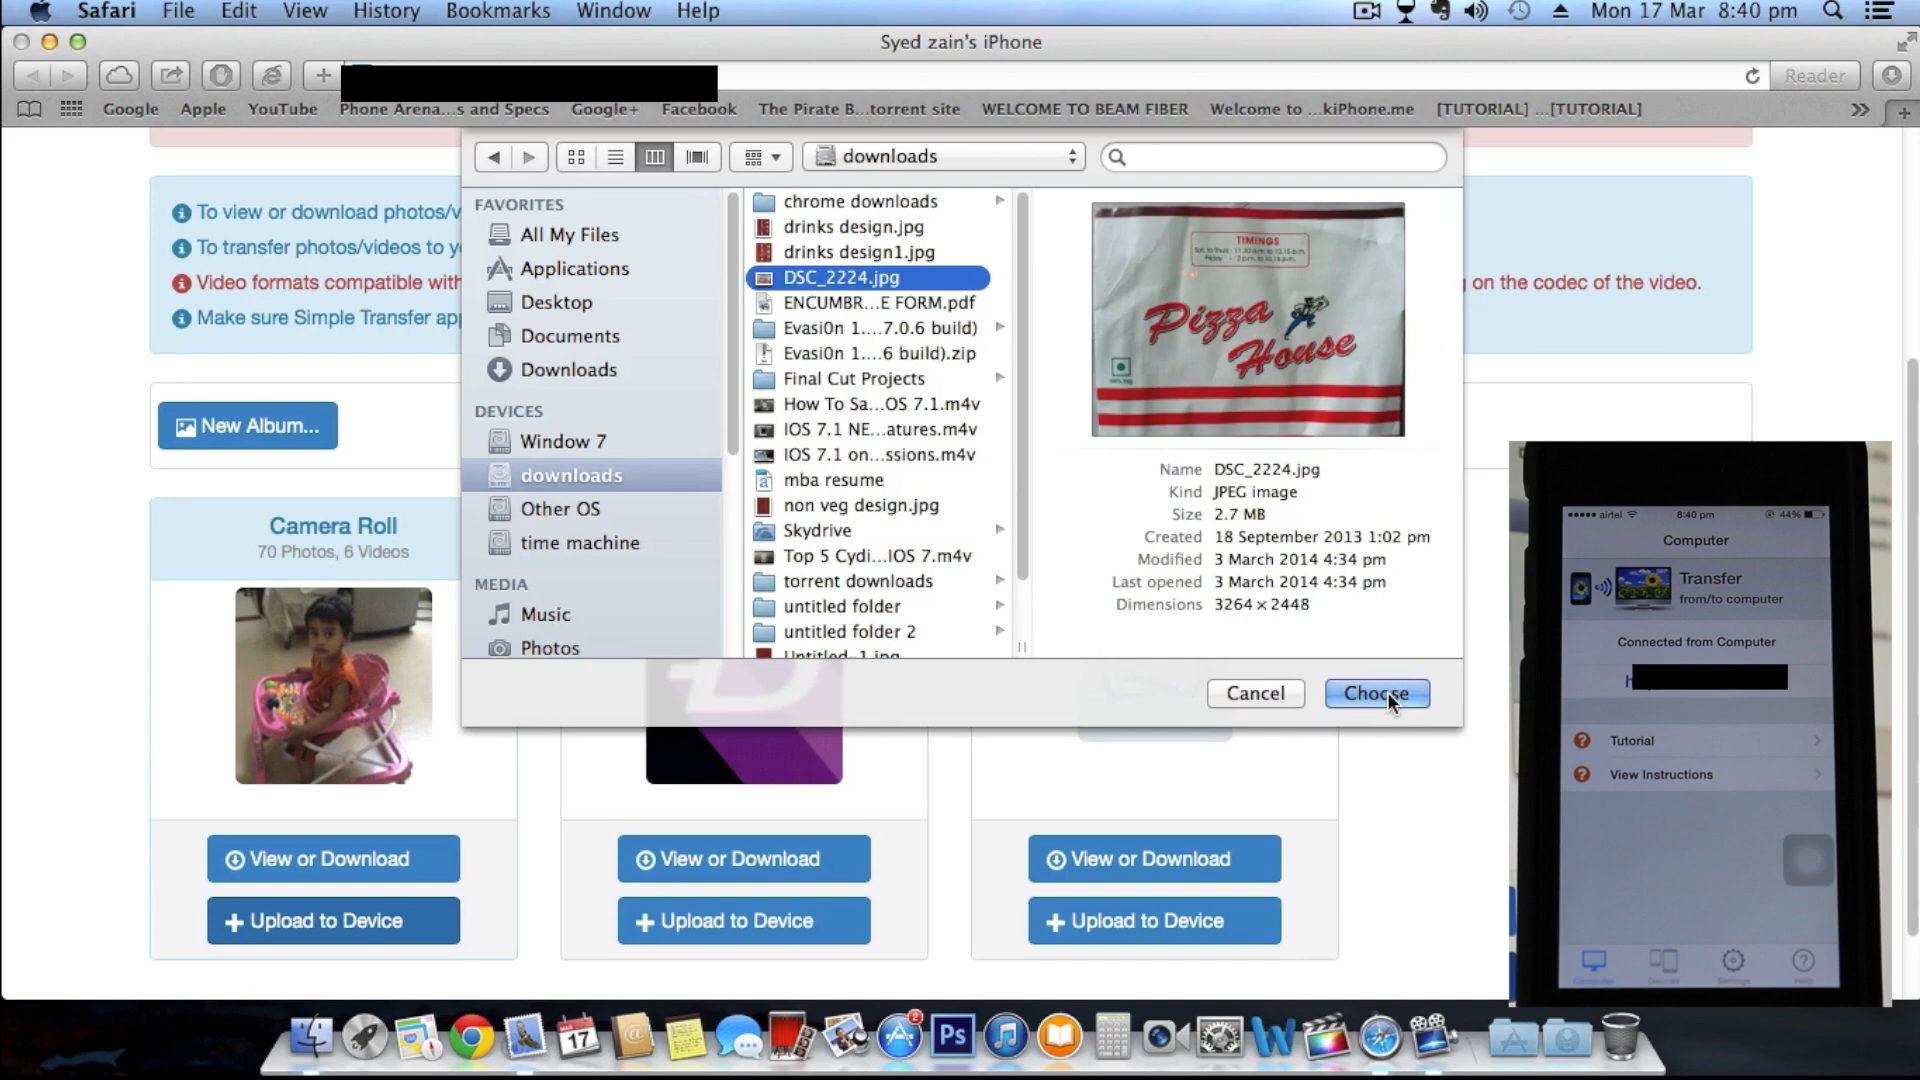 Safari File Edit View History Bookmarks Window Help Mon 17 Mar 8:40 pm
Syed zain's iPhone
Reader
Google Apple YouTube Phone Arena...s and Specs Google+ Facebook The Pirate B...torrent site WELCOME TO BEAM FIBER Welcome to ...kiPhone.me [TUTORIAL] ...[TUTORIAL]
downloads
To view or download photos/v
To transfer photos/videos to y
Video formats compatible with
g on the codec of the video.
Make sure Simple Transfer ap
New Album...
FAVORITES
All My Files
Applications
Desktop
Documents
Downloads
DEVICES
Window 7
downloads
Other OS
time machine
MEDIA
Music
Photos
chrome downloads
drinks design.jpg
drinks design1.jpg
DSC_2224.jpg
ENCUMBR...E FORM.pdf
Evasi0n 1....7.0.6 build)
Evasi0n 1....6 build).zip
Final Cut Projects
How To Sa...OS 7.1.m4v
IOS 7.1 NE...atures.m4v
IOS 7.1 on...ssions.m4v
mba resume
non veg design.jpg
Skydrive
Top 5 Cydi...IOS 7.m4v
torrent downloads
untitled folder
untitled folder 2
Untitled-1.jpg
TIMINGS
Pizza
House
Name DSC_2224.jpg
Kind JPEG image
Size 2.7 MB
Created 18 September 2013 1:02 pm
Modified 3 March 2014 4:34 pm
Last opened 3 March 2014 4:34 pm
Dimensions 3264 × 2448
Cancel Choose
Camera Roll
70 Photos, 6 Videos
View or Download
Upload to Device
View or Download
Upload to Device
View or Download
Upload to Device
airtel 8:40 pm 44%
Computer
Transfer
from/to computer
Connected from Computer
Tutorial
View Instructions
Computer Devices Settings Help
MAR
17
2
Ps